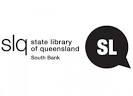 slq
state library
of queensland
South Bank
SL